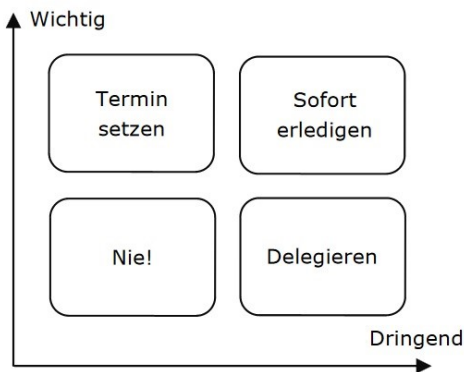 Wichtig
Termin
setzen
Sofort
erledigen
Nie!
Delegieren
Dringend